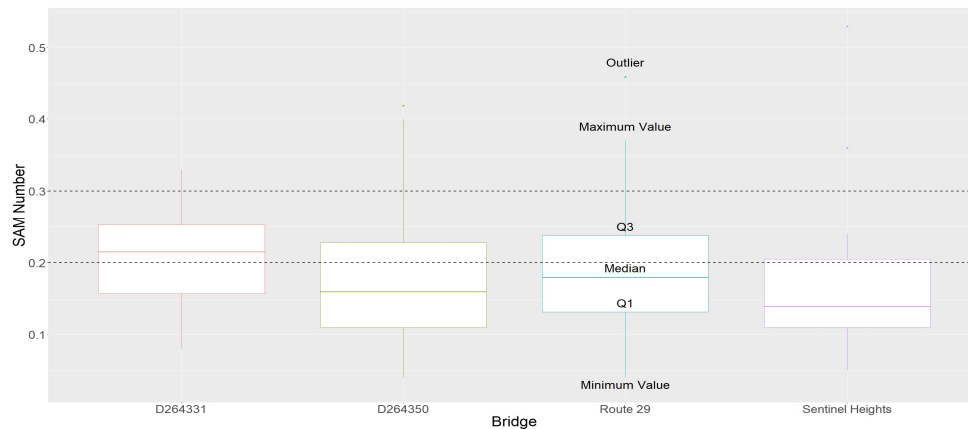 Outlier
0.5
0.4
Maximum Value
0.3
Q3
0.2
Median
Q1
0.1
Minimum Value
SAM Number
D264331
D264350
Route 29
Sentinel Heights
Bridge